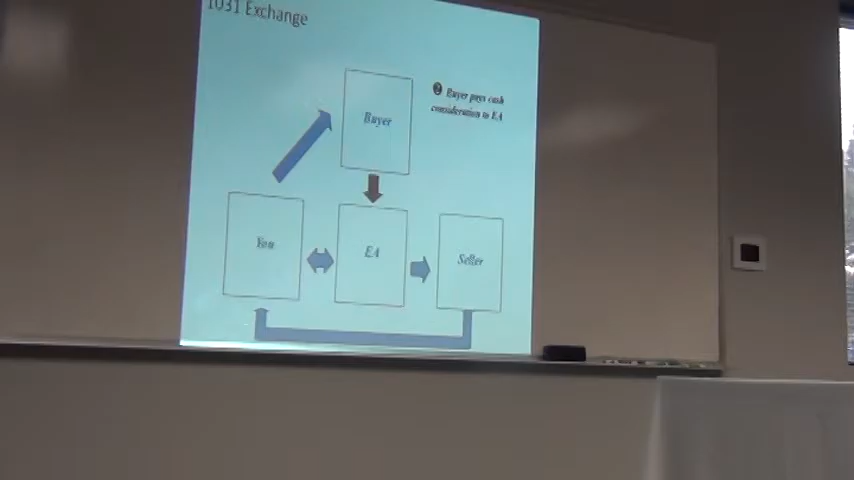 1031 Exchange
Buyer
❷ Buyer pays cash
consideration to EA
You
EA
Seller